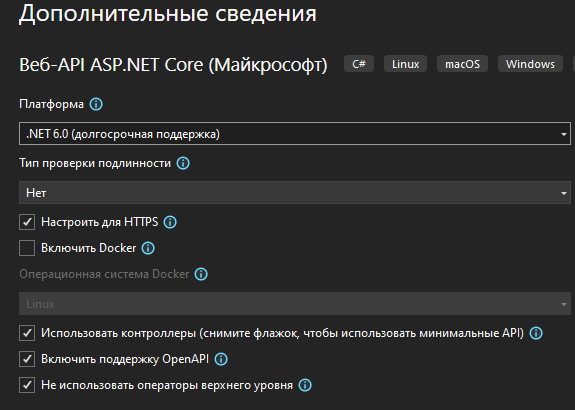 Дополнительные сведения
Веб-API ASP.NET Core (Майкрософт) C# Linux macOS Windows
Платформа
.NET 6.0 (долгосрочная поддержка)
Тип проверки подлинности
Нет
Настроить для HTTPS
Включить Docker
Операционная система Docker
Linux
Использовать контроллеры (снимите флажок, чтобы использовать минимальные API)
Включить поддержку OpenAPI
Не использовать операторы верхнего уровня